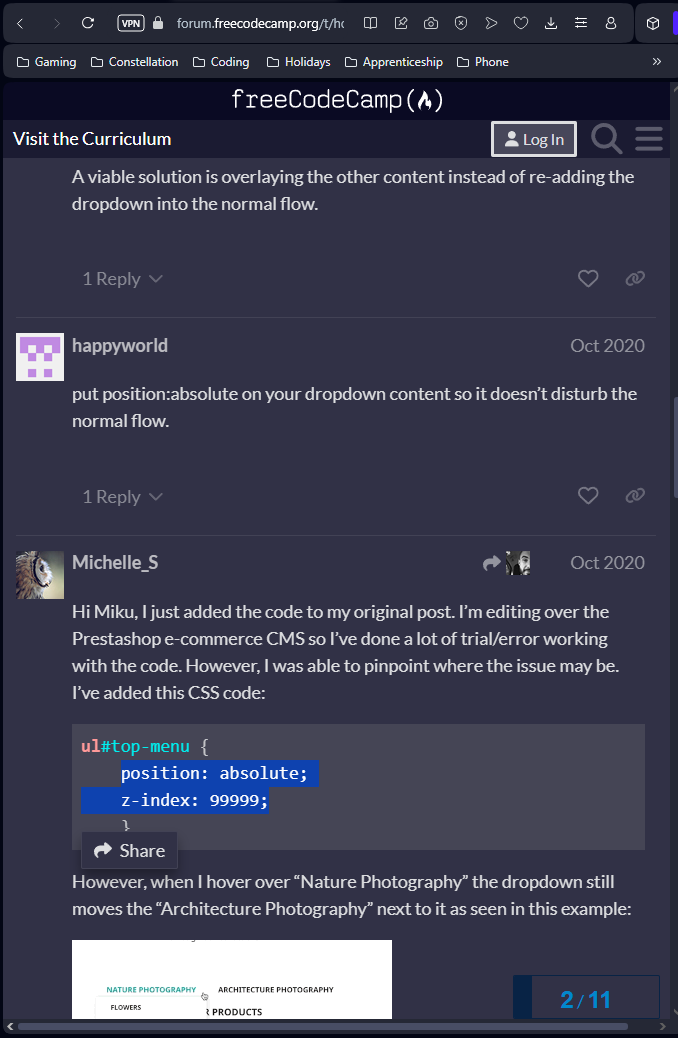 VPN forum.freecodecamp.org/t/ho
Gaming Constellation Coding Holidays Apprenticeship Phone »
freeCodeCamp
Visit the Curriculum Log In
A viable solution is overlaying the other content instead of re-adding the
dropdown into the normal flow.
1 Reply
happyworld Oct 2020
put position:absolute on your dropdown content so it doesn’t disturb the
normal flow.
1 Reply
Michelle_S Oct 2020
Hi Miku, I just added the code to my original post. I’m editing over the
Prestashop e-commerce CMS so I’ve done a lot of trial/error working
with the code. However, I was able to pinpoint where the issue may be.
I’ve added this CSS code:
ul#top-menu {
position: absolute;
z-index: 99999;
}
Share
However, when I hover over “Nature Photography” the dropdown still
moves the “Architecture Photography” next to it as seen in this example:
NATURE PHOTOGRAPHY ARCHITECTURE PHOTOGRAPHY
FLOWERS
R PRODUCTS
2 / 11